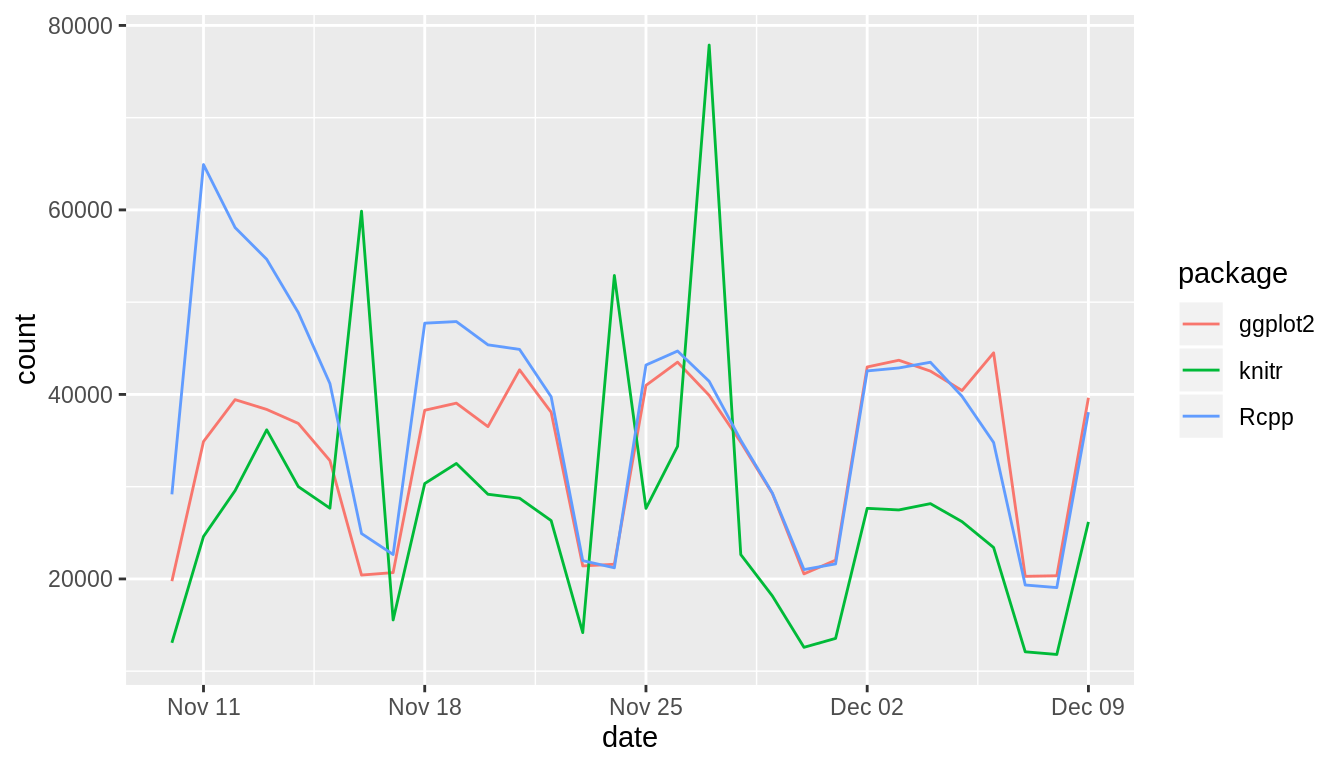 80000
60000
40000
20000
count
Nov 11
Nov 18
Nov 25
Dec 02
Dec 09
date
package
ggplot2
knitr
Rcpp